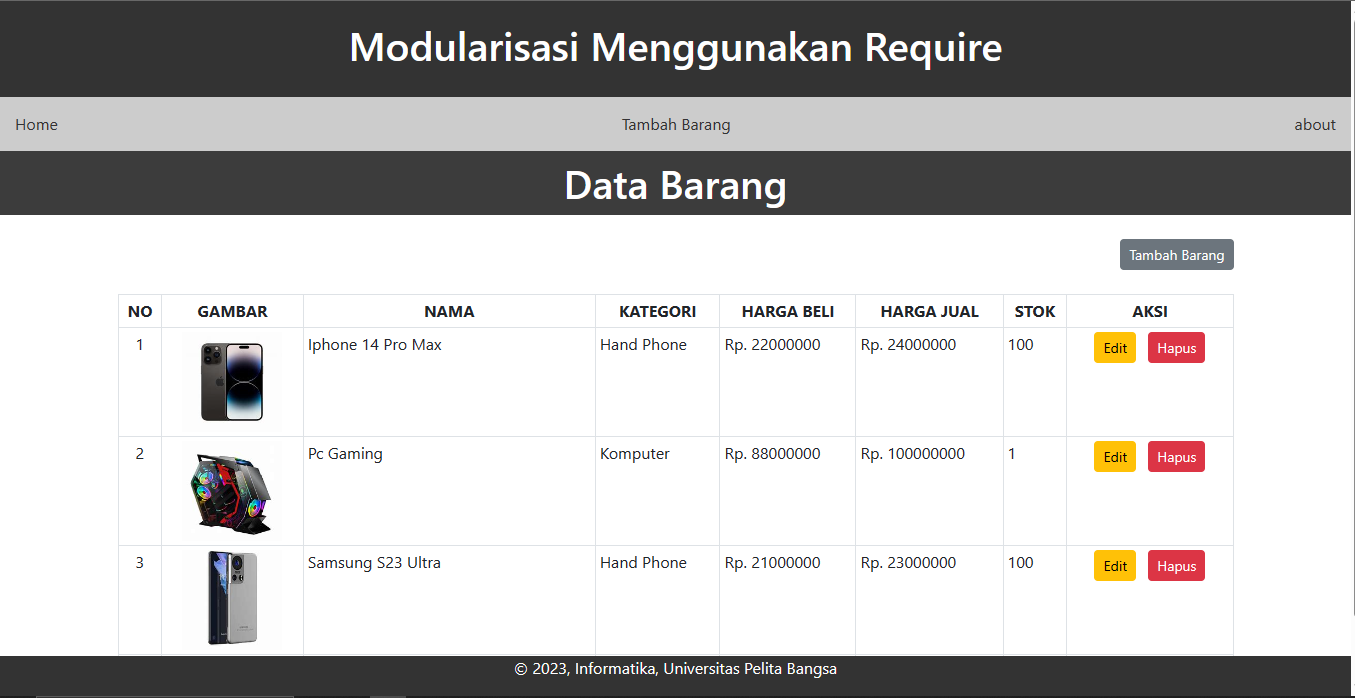 Modularisasi Menggunakan Require
Home Tambah Barang about
Data Barang
Tambah Barang
NO GAMBAR NAMA KATEGORI HARGA BELI HARGA JUAL STOK AKSI
1 Iphone 14 Pro Max Hand Phone Rp. 22000000 Rp. 24000000 100 Edit Hapus
2 Pc Gaming Komputer Rp. 88000000 Rp. 100000000 1 Edit Hapus
3 Samsung S23 Ultra Hand Phone Rp. 21000000 Rp. 23000000 100 Edit Hapus
© 2023, Informatika, Universitas Pelita Bangsa